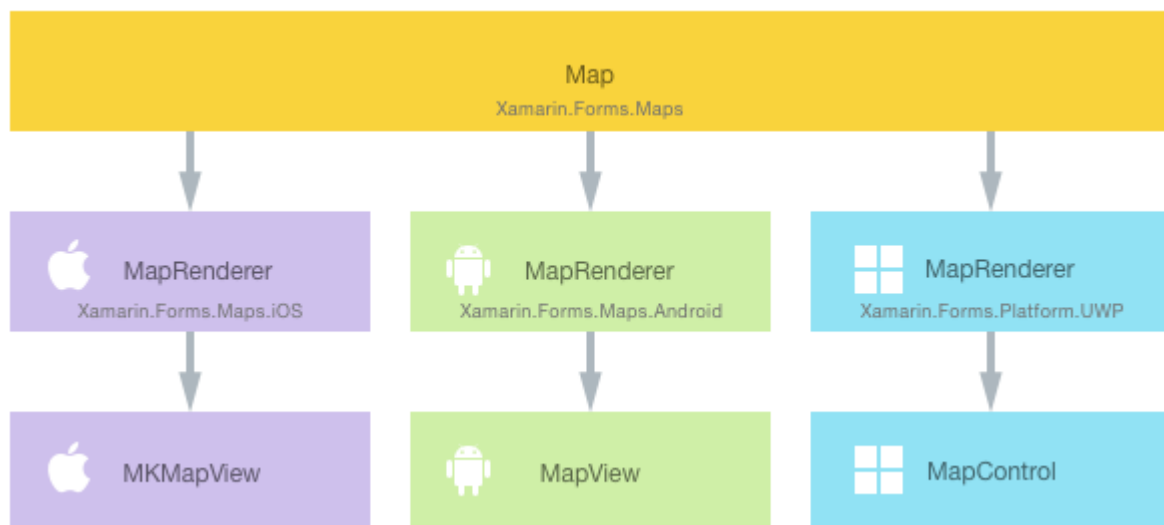 Map
Xamarin.Forms.Maps
MapRenderer
Xamarin.Forms.Maps.iOS
MapRenderer
Xamarin.Forms.Maps.Android
MapRenderer
Xamarin.Forms.Platform.UWP
MKMapView
MapView
MapControl